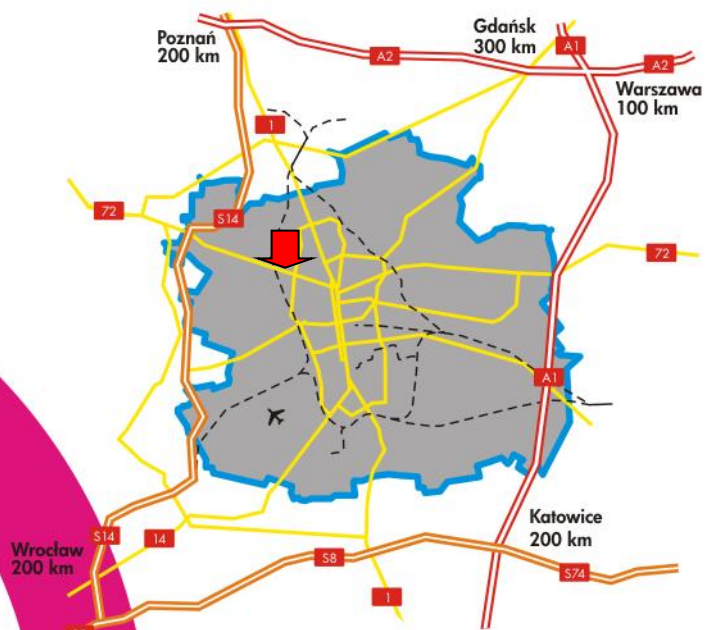 Poznań
200 km
Gdańsk
300 km
A1
A2
A2
Warszawa
100 km
1
72
S14
72
A1
Katowice
200 km
S14
14
Wrocław
200 km
S8
S74
1